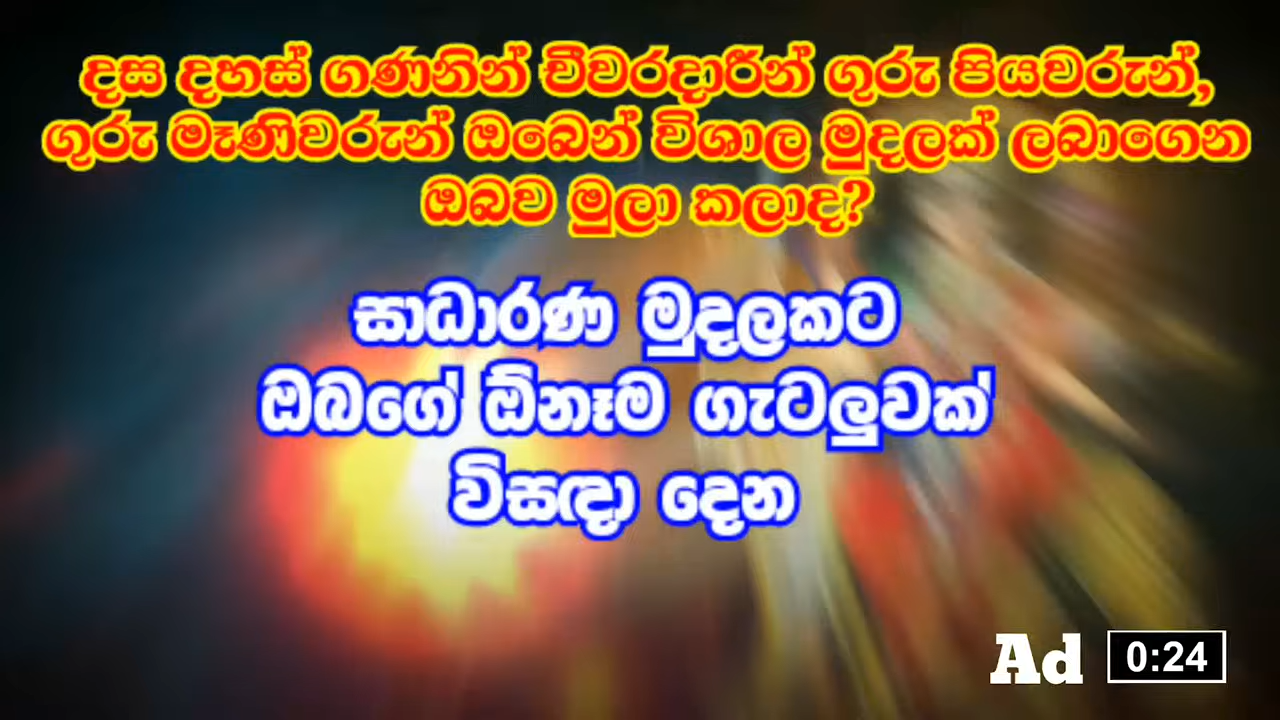 දස දහස් ගණනින් චීවරදාරීන් ගුරු පියවරුන්,
ගුරු මෑණිවරුන් ඔබෙන් විශාල මුදලක් ලබාගෙන
ඔබව මුලා කලාද?
සාධාරණ මුදලකට
ඔබගේ ඕනෑම ගැටලුවක්
විසඳා දෙන
Ad 0:24